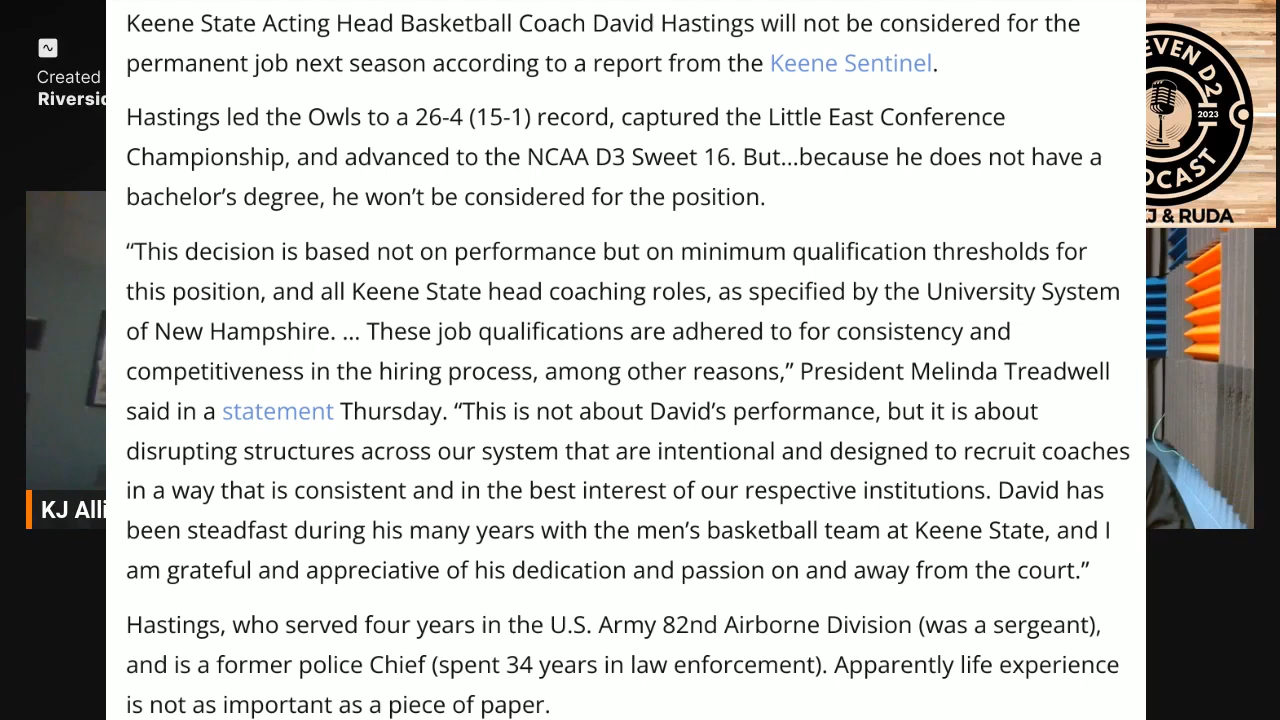 Keene State Acting Head Basketball Coach David Hastings will not be considered for the
permanent job next season according to a report from the Keene Sentinel.
Hastings led the Owls to a 26-4 (15-1) record, captured the Little East Conference
Championship, and advanced to the NCAA D3 Sweet 16. But...because he does not have a
bachelor’s degree, he won’t be considered for the position.
“This decision is based not on performance but on minimum qualification thresholds for
this position, and all Keene State head coaching roles, as specified by the University System
of New Hampshire. ... These job qualifications are adhered to for consistency and
competitiveness in the hiring process, among other reasons,” President Melinda Treadwell
said in a statement Thursday. “This is not about David’s performance, but it is about
disrupting structures across our system that are intentional and designed to recruit coaches
in a way that is consistent and in the best interest of our respective institutions. David has
been steadfast during his many years with the men’s basketball team at Keene State, and I
am grateful and appreciative of his dedication and passion on and away from the court.”
Hastings, who served four years in the U.S. Army 82nd Airborne Division (was a sergeant),
and is a former police Chief (spent 34 years in law enforcement). Apparently life experience
is not as important as a piece of paper.
Created
Riversid
KJ Alli
EVEN D2
2023
DCAST
J & RUDA